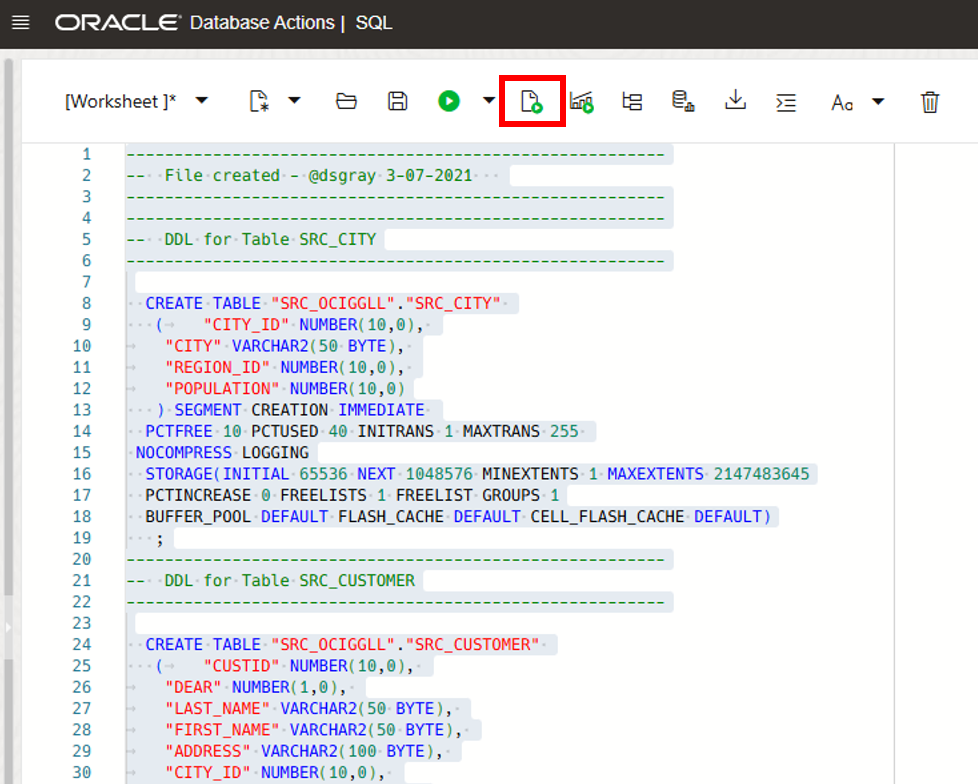 ORACLE Database Actions | SQL
[Worksheet ]* Aa
1 --------------------------------------------------------
2 --  File created - @dsgray 3-07-2021
3 --------------------------------------------------------
4 --------------------------------------------------------
5 --  DDL for Table SRC_CITY
6 --------------------------------------------------------
7
8 CREATE TABLE "SRC_OCIGGLL"."SRC_CITY"
9 ( "CITY_ID" NUMBER(10,0),
10 "CITY" VARCHAR2(50 BYTE),
11 "REGION_ID" NUMBER(10,0),
12 "POPULATION" NUMBER(10,0)
13 ) SEGMENT CREATION IMMEDIATE
14 PCTFREE 10 PCTUSED 40 INITRANS 1 MAXTRANS 255
15 NOCOMPRESS LOGGING
16 STORAGE(INITIAL 65536 NEXT 1048576 MINEXTENTS 1 MAXEXTENTS 2147483645
17 PCTINCREASE 0 FREELISTS 1 FREELIST GROUPS 1
18 BUFFER_POOL DEFAULT FLASH_CACHE DEFAULT CELL_FLASH_CACHE DEFAULT)
19 ;
20 --------------------------------------------------------
21 --  DDL for Table SRC_CUSTOMER
22 --------------------------------------------------------
23
24 CREATE TABLE "SRC_OCIGGLL"."SRC_CUSTOMER"
25 ( "CUSTID" NUMBER(10,0),
26 "DEAR" NUMBER(1,0),
27 "LAST_NAME" VARCHAR2(50 BYTE),
28 "FIRST_NAME" VARCHAR2(50 BYTE),
29 "ADDRESS" VARCHAR2(100 BYTE),
30 "CITY_ID" NUMBER(10,0),